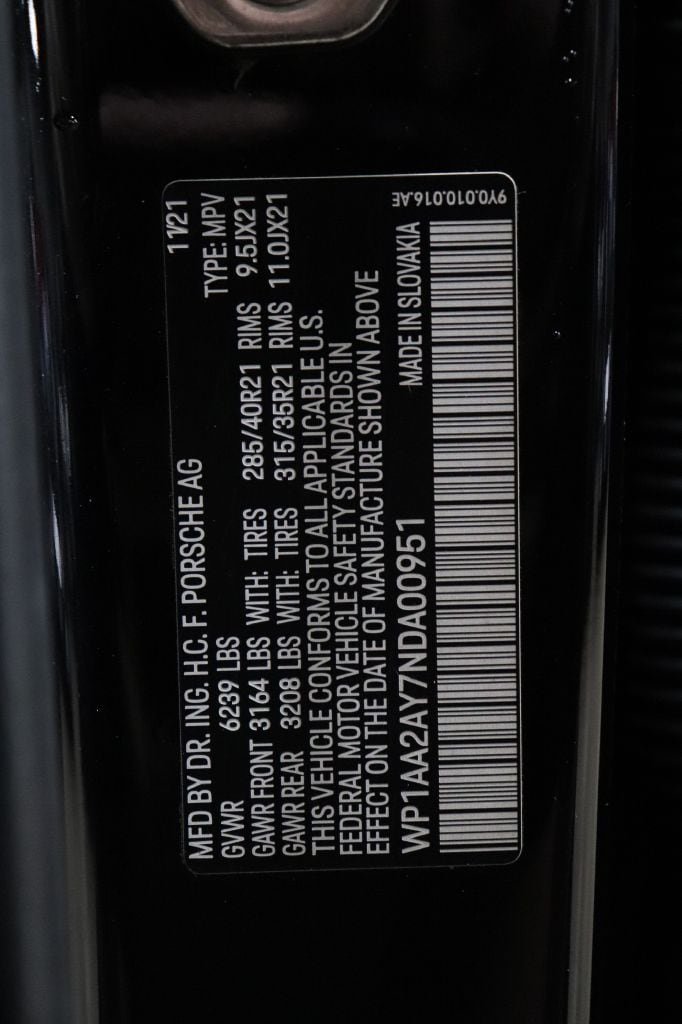 MFD BY DR. ING. H.C. F. PORSCHE AG 11/21
GVWR 6239 LBS TYPE: MPV
GAWR FRONT 3164 LBS WITH: TIRES 285/40R21 RIMS 9.5JX21
GAWR REAR 3208 LBS WITH: TIRES 315/35R21 RIMS 11.0JX21
THIS VEHICLE CONFORMS TO ALL APPLICABLE U.S.
FEDERAL MOTOR VEHICLE SAFETY STANDARDS IN
EFFECT ON THE DATE OF MANUFACTURE SHOWN ABOVE
WP1AA2AY7NDA00951 MADE IN SLOVAKIA
9Y0.010.016.AE